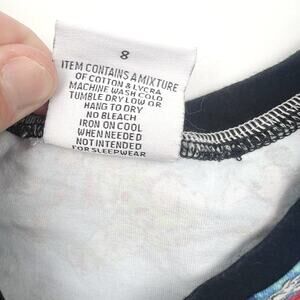 8
ITEM CONTAINS A MIXTURE
OF COTTON & LYCRA
MACHINE WASH COLD
TUMBLE DRY LOW OR
HANG TO DRY
NO BLEACH
IRON ON COOL
WHEN NEEDED
NOT INTENDED
FOR SLEEPWEAR